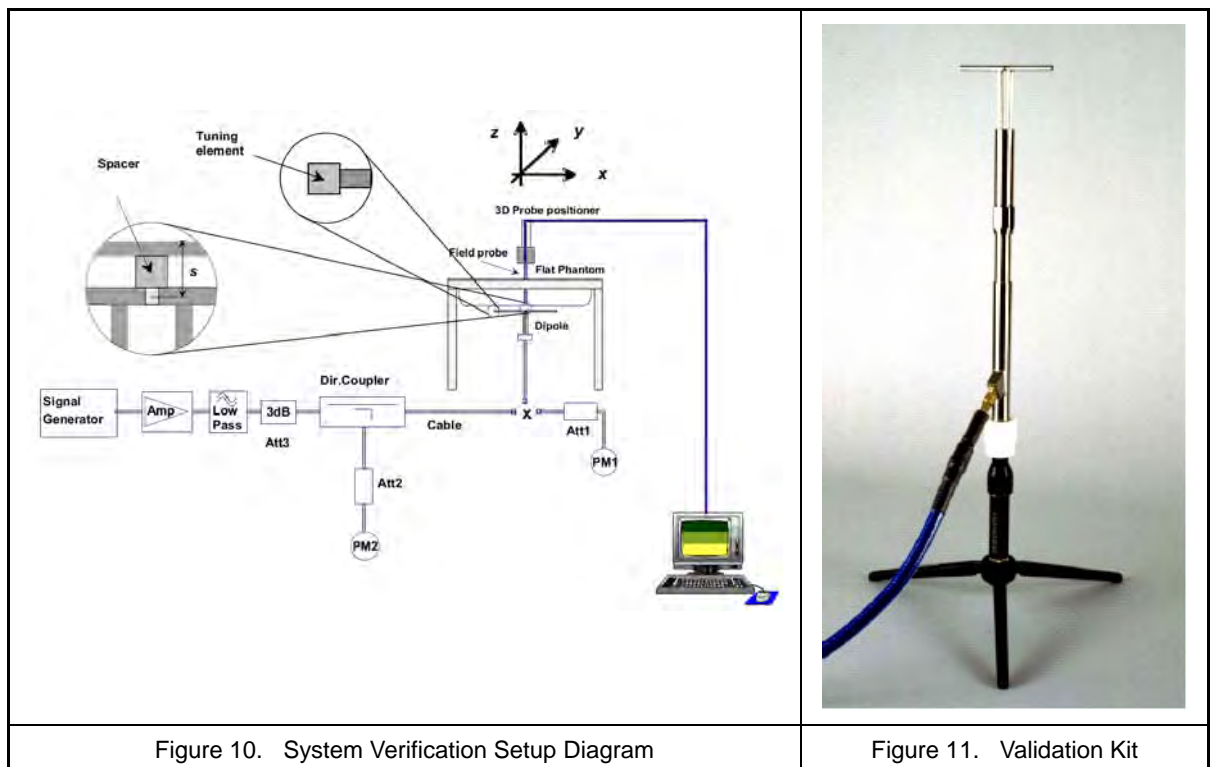 Tuning
element
Spacer
s
z
y
x
3D Probe positioner
Field probe
Flat Phantom
Dipole
Dir.Coupler
Signal
Generator
Amp
Low
Pass
3dB
Att3
Cable
X
Att1
PM1
Att2
PM2
Figure 10. System Verification Setup Diagram
Figure 11. Validation Kit